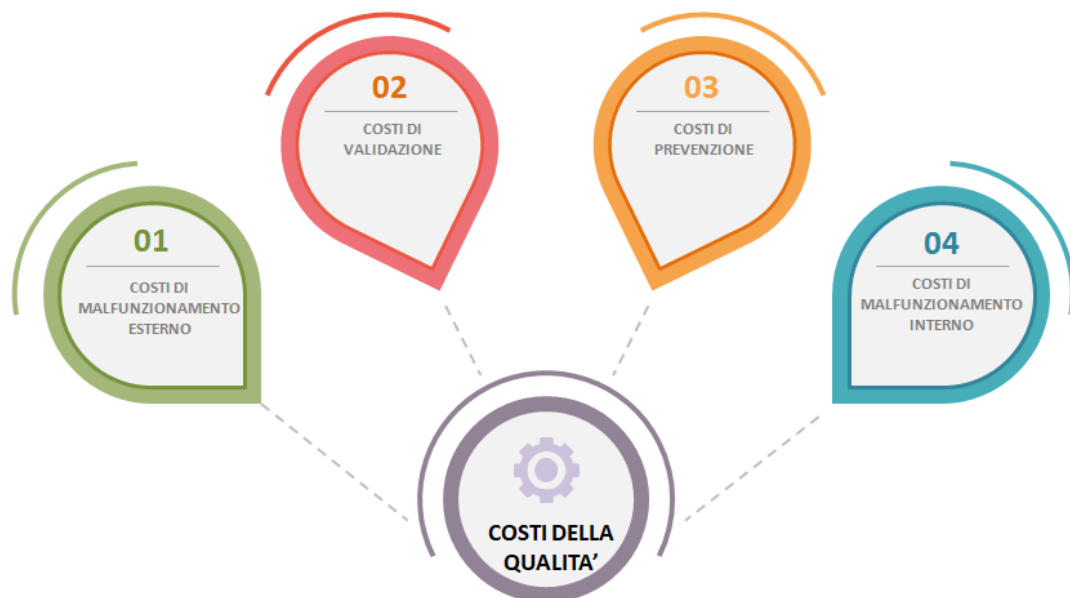 01
COSTI DI
MALFUNZIONAMENTO
ESTERNO
02
COSTI DI
VALIDAZIONE
03
COSTI DI
PREVENZIONE
04
COSTI DI
MALFUNZIONAMENTO
INTERNO
COSTI DELLA
QUALITA’